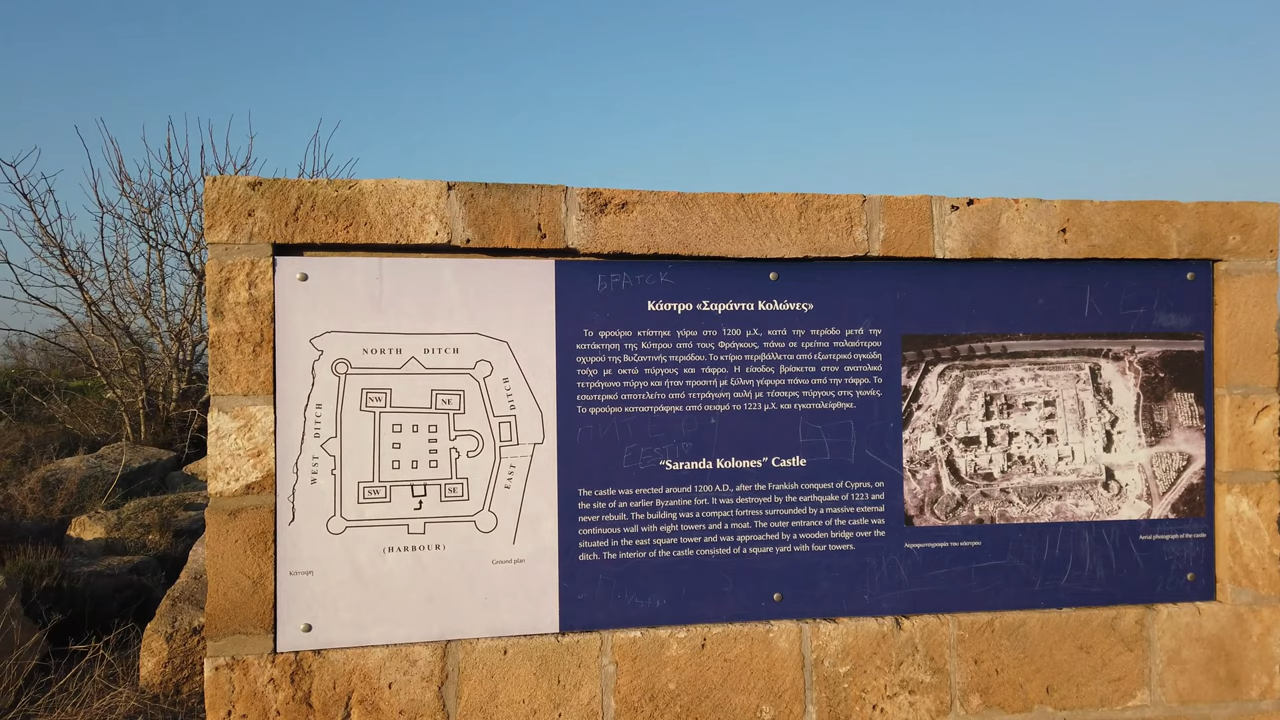 NORTH DITCH
NW
NE
WEST DITCH
EAST DITCH
SW
SE
(HARBOUR)
Κάτοψη
Ground plan
БРАТСК
Κάστρο «Σαράντα Κολώνες»
Το φρούριο κτίστηκε γύρω στο 1200 μ.Χ., κατά την περίοδο μετά την
κατάκτηση της Κύπρου από τους Φράγκους, πάνω σε ερείπια παλαιότερου
οχυρού της Βυζαντινής περιόδου. Το κτίριο περιβάλλεται από εξωτερικό ογκώδη
τοίχο με οκτώ πύργους και τάφρο. Η είσοδος βρίσκεται στον ανατολικό
τετράγωνο πύργο και ήταν προσιτή με ξύλινη γέφυρα πάνω από την τάφρο. Το
εσωτερικό αποτελείτο από τετράγωνη αυλή με τέσσερις πύργους στις γωνίες.
Το φρούριο καταστράφηκε από σεισμό το 1223 μ.Χ. και εγκαταλείφθηκε.
ПИТЕР
EESTI
"Saranda Kolones" Castle
The castle was erected around 1200 A.D., after the Frankish conquest of Cyprus, on
the site of an earlier Byzantine fort. It was destroyed by the earthquake of 1223 and
never rebuilt. The building was a compact fortress surrounded by a massive external
continuous wall with eight towers and a moat. The outer entrance of the castle was
situated in the east square tower and was approached by a wooden bridge over the
ditch. The interior of the castle consisted of a square yard with four towers.
Αεροφωτογραφία του κάστρου
Aerial photograph of the castle